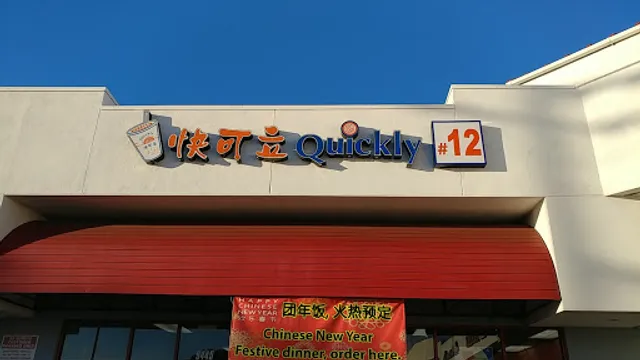 快可立 Quickly #12
HAPPY
CHINESE
NEW YEAR
团年饭, 火热预定
Chinese New Year
Festive dinner, order here.